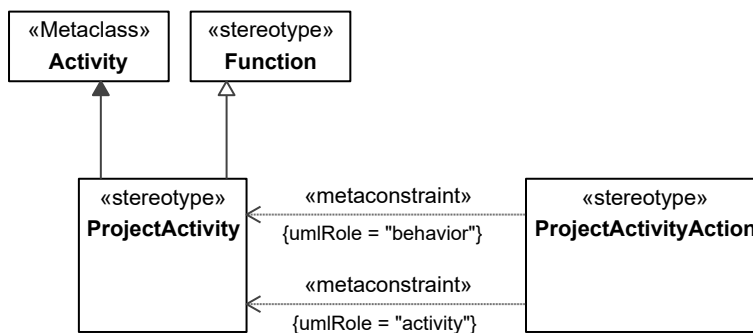 «Metaclass»
Activity
«stereotype»
Function
«stereotype»
ProjectActivity
«metaconstraint»
{umlRole = "behavior"}
«metaconstraint»
{umlRole = "activity"}
«stereotype»
ProjectActivityAction